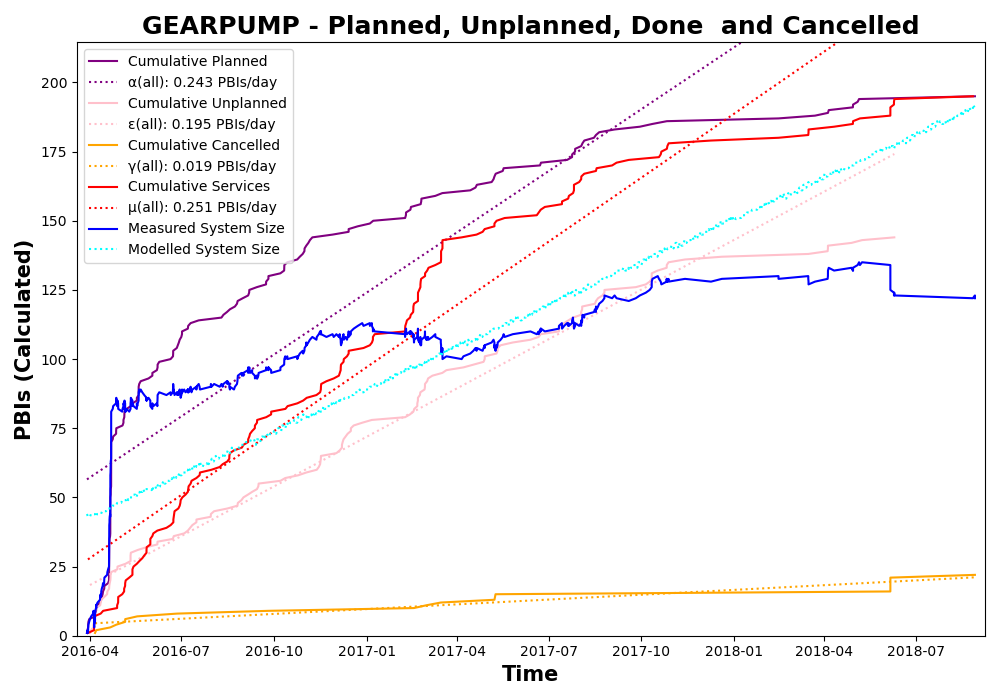 GEARPUMP - Planned, Unplanned, Done  and Cancelled
Cumulative Planned
α(all): 0.243 PBIs/day
Cumulative Unplanned
ε(all): 0.195 PBIs/day
Cumulative Cancelled
γ(all): 0.019 PBIs/day
Cumulative Services
μ(all): 0.251 PBIs/day
Measured System Size
Modelled System Size
PBIs (Calculated)
200
175
150
125
100
75
50
25
0
2016-04 2016-07 2016-10 2017-01 2017-04 2017-07 2017-10 2018-01 2018-04 2018-07
Time